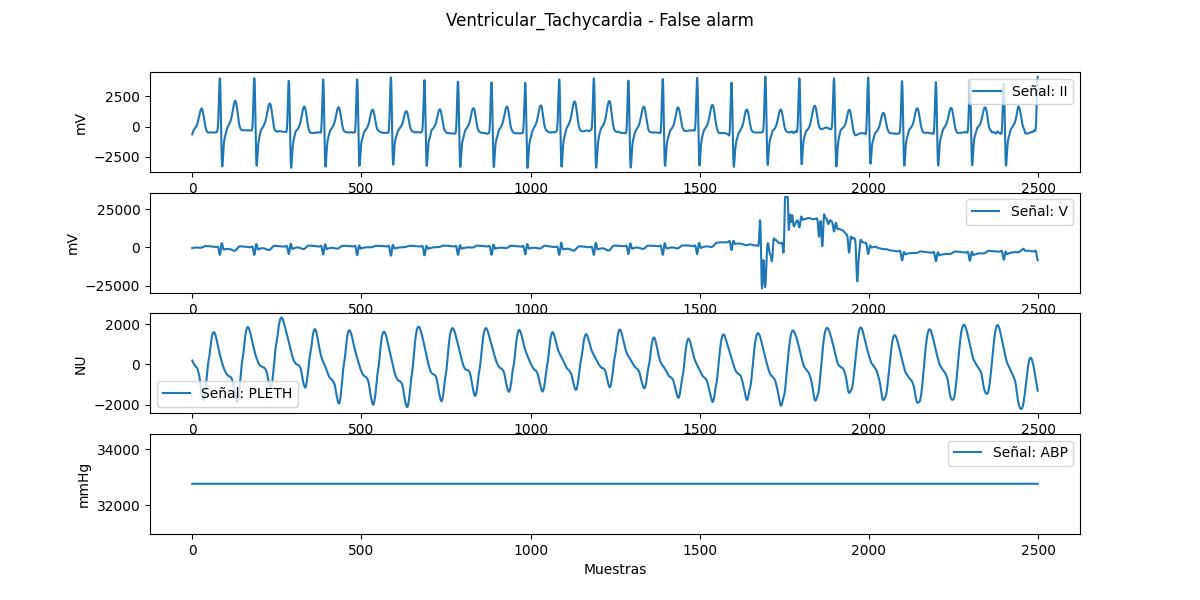 Ventricular_Tachycardia - False alarm
2500
0
−2500
mV
Señal: II
0 500 1000 1500 2000 2500
25000
0
−25000
mV
Señal: V
0 500 1000 1500 2000 2500
2000
0
−2000
NU
Señal: PLETH
0 500 1000 1500 2000 2500
34000
32000
mmHg
Señal: ABP
0 500 1000 1500 2000 2500
Muestras